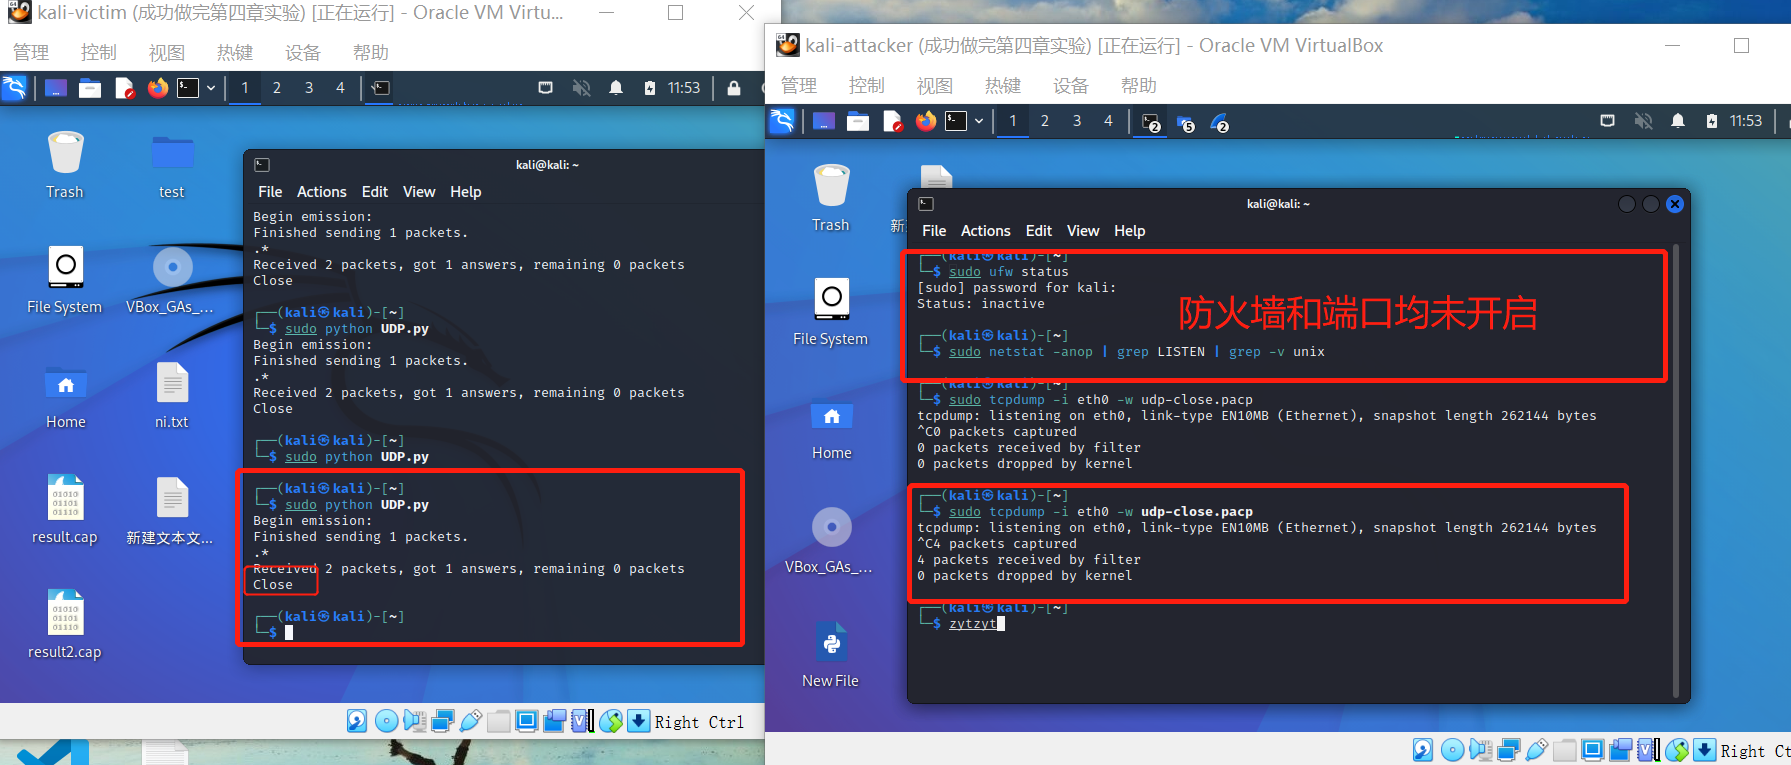 kali-victim (成功做完第四章实验) [正在运行] - Oracle VM Virtu...
管理 控制 视图 热键 设备 帮助
1 2 3 4 11:53
Trash
test
File System
VBox_GAs_...
Home
ni.txt
result.cap
新建文本文...
result2.cap
kali@kali: ~
File Actions Edit View Help
Begin emission:
Finished sending 1 packets.
.*
Received 2 packets, got 1 answers, remaining 0 packets
Close
(kali㉿kali)-[~]
$ sudo python UDP.py
Begin emission:
Finished sending 1 packets.
.*
Received 2 packets, got 1 answers, remaining 0 packets
Close
(kali㉿kali)-[~]
$ sudo python UDP.py
(kali㉿kali)-[~]
$ sudo python UDP.py
Begin emission:
Finished sending 1 packets.
.*
Received 2 packets, got 1 answers, remaining 0 packets
Close
(kali㉿kali)-[~]
$
Right Ctrl
kali-attacker (成功做完第四章实验) [正在运行] - Oracle VM VirtualBox
管理 控制 视图 热键 设备 帮助
1 2 3 4 2 5 2 11:53
Trash
File System
Home
VBox_GAs_...
New File
kali@kali: ~
File Actions Edit View Help
(kali㉿kali)-[~]
$ sudo ufw status
[sudo] password for kali:
Status: inactive
防火墙和端口均未开启
(kali㉿kali)-[~]
$ sudo netstat -anop | grep LISTEN | grep -v unix
(kali㉿kali)-[~]
$ sudo tcpdump -i eth0 -w udp-close.pacp
tcpdump: listening on eth0, link-type EN10MB (Ethernet), snapshot length 262144 bytes
^C0 packets captured
0 packets received by filter
0 packets dropped by kernel
(kali㉿kali)-[~]
$ sudo tcpdump -i eth0 -w udp-close.pacp
tcpdump: listening on eth0, link-type EN10MB (Ethernet), snapshot length 262144 bytes
^C4 packets captured
4 packets received by filter
0 packets dropped by kernel
(kali㉿kali)-[~]
$ zytzyt
Right Ct